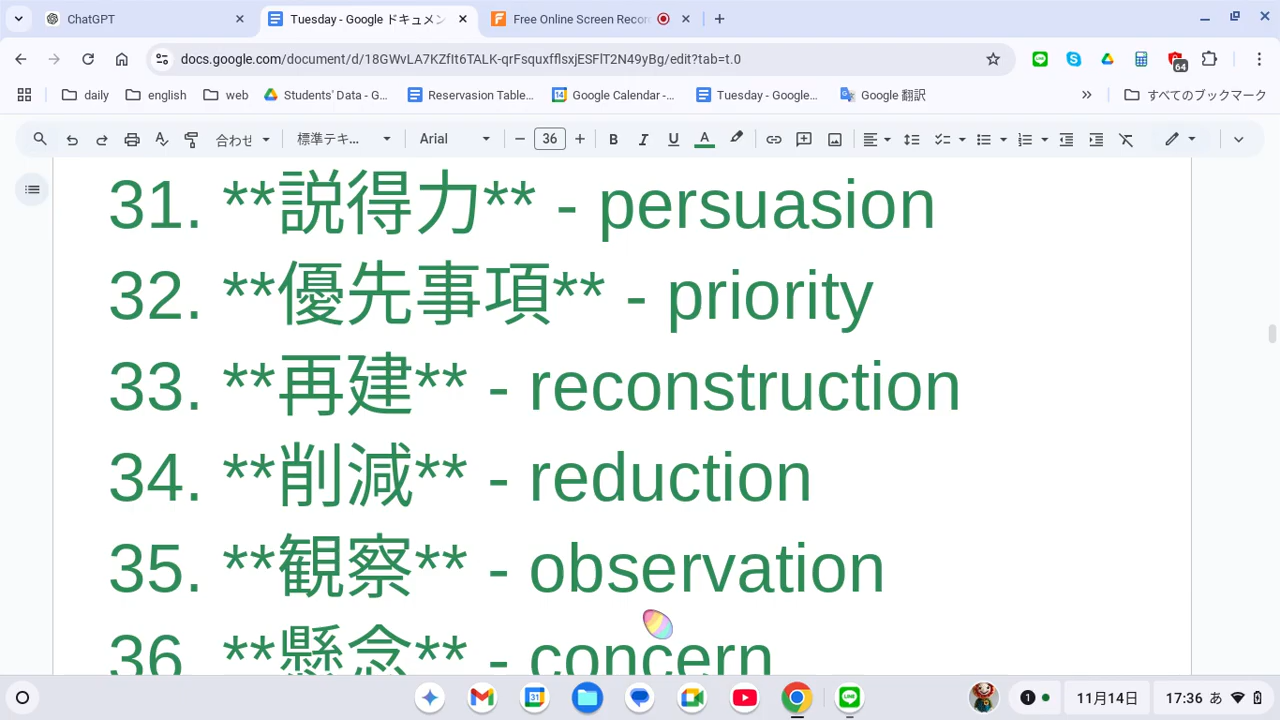 ChatGPT
Tuesday - Google ドキュメン
Free Online Screen Recor
docs.google.com/document/d/
/edit?tab=t.0
64
daily
english
web
Students' Data - G...
Reservasion Table...
Google Calendar -...
Tuesday - Google...
Google 翻訳
»
すべてのブックマーク
合わせ
標準テキ...
Arial
36
B
I
U
A
31. **説得力** - persuasion
32. **優先事項** - priority
33. **再建** - reconstruction
34. **削減** - reduction
35. **観察** - observation
36. **懸念** - concern
31
LINE
1
11月14日
17:36 あ